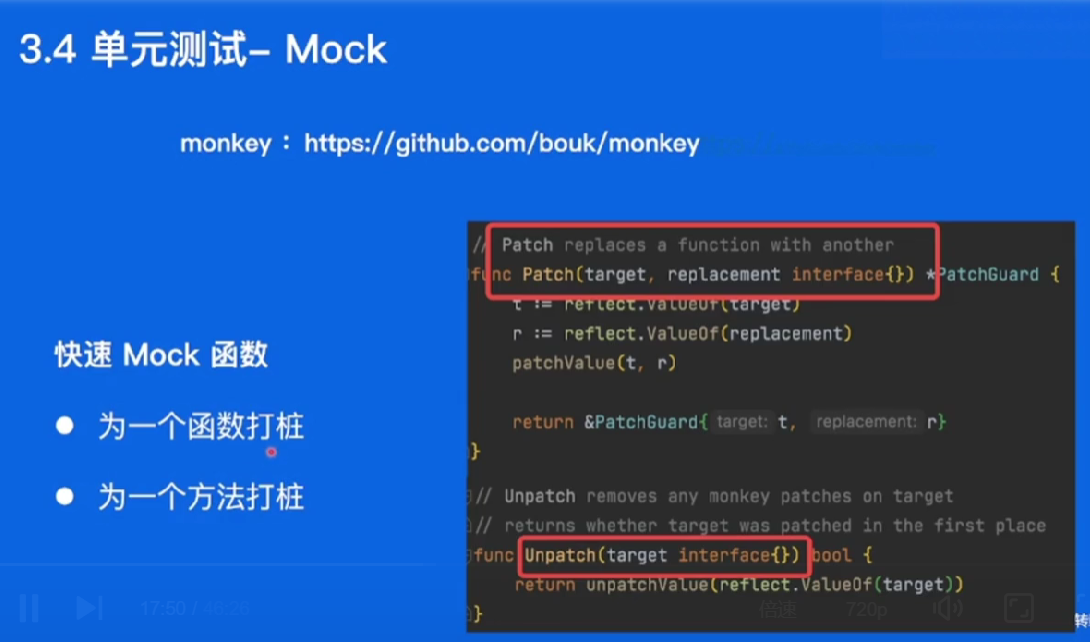 3.4 单元测试- Mock
monkey：https://github.com/bouk/monkey
快速 Mock 函数
● 为一个函数打桩
● 为一个方法打桩
// Patch replaces a function with another
func Patch(target, replacement interface{}) *PatchGuard {
t := reflect.ValueOf(target)
r := reflect.ValueOf(replacement)
patchValue(t, r)
return &PatchGuard{ target: t, replacement: r}
}
// Unpatch removes any monkey patches on target
// returns whether target was patched in the first place
func Unpatch(target interface{}) bool {
return unpatchValue(reflect.ValueOf(target))
}
17:50 / 46:26
倍速
720p
转